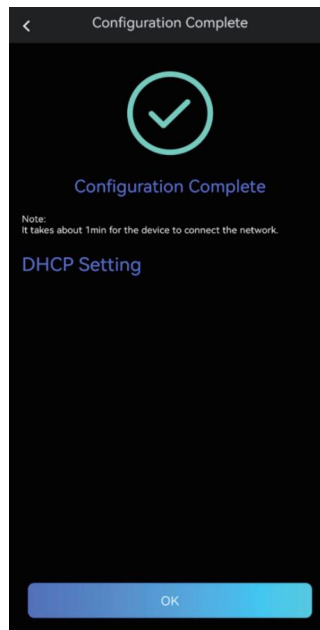 Configuration Complete
Configuration Complete
Note:
It takes about 1min for the device to connect the network.
DHCP Setting
OK